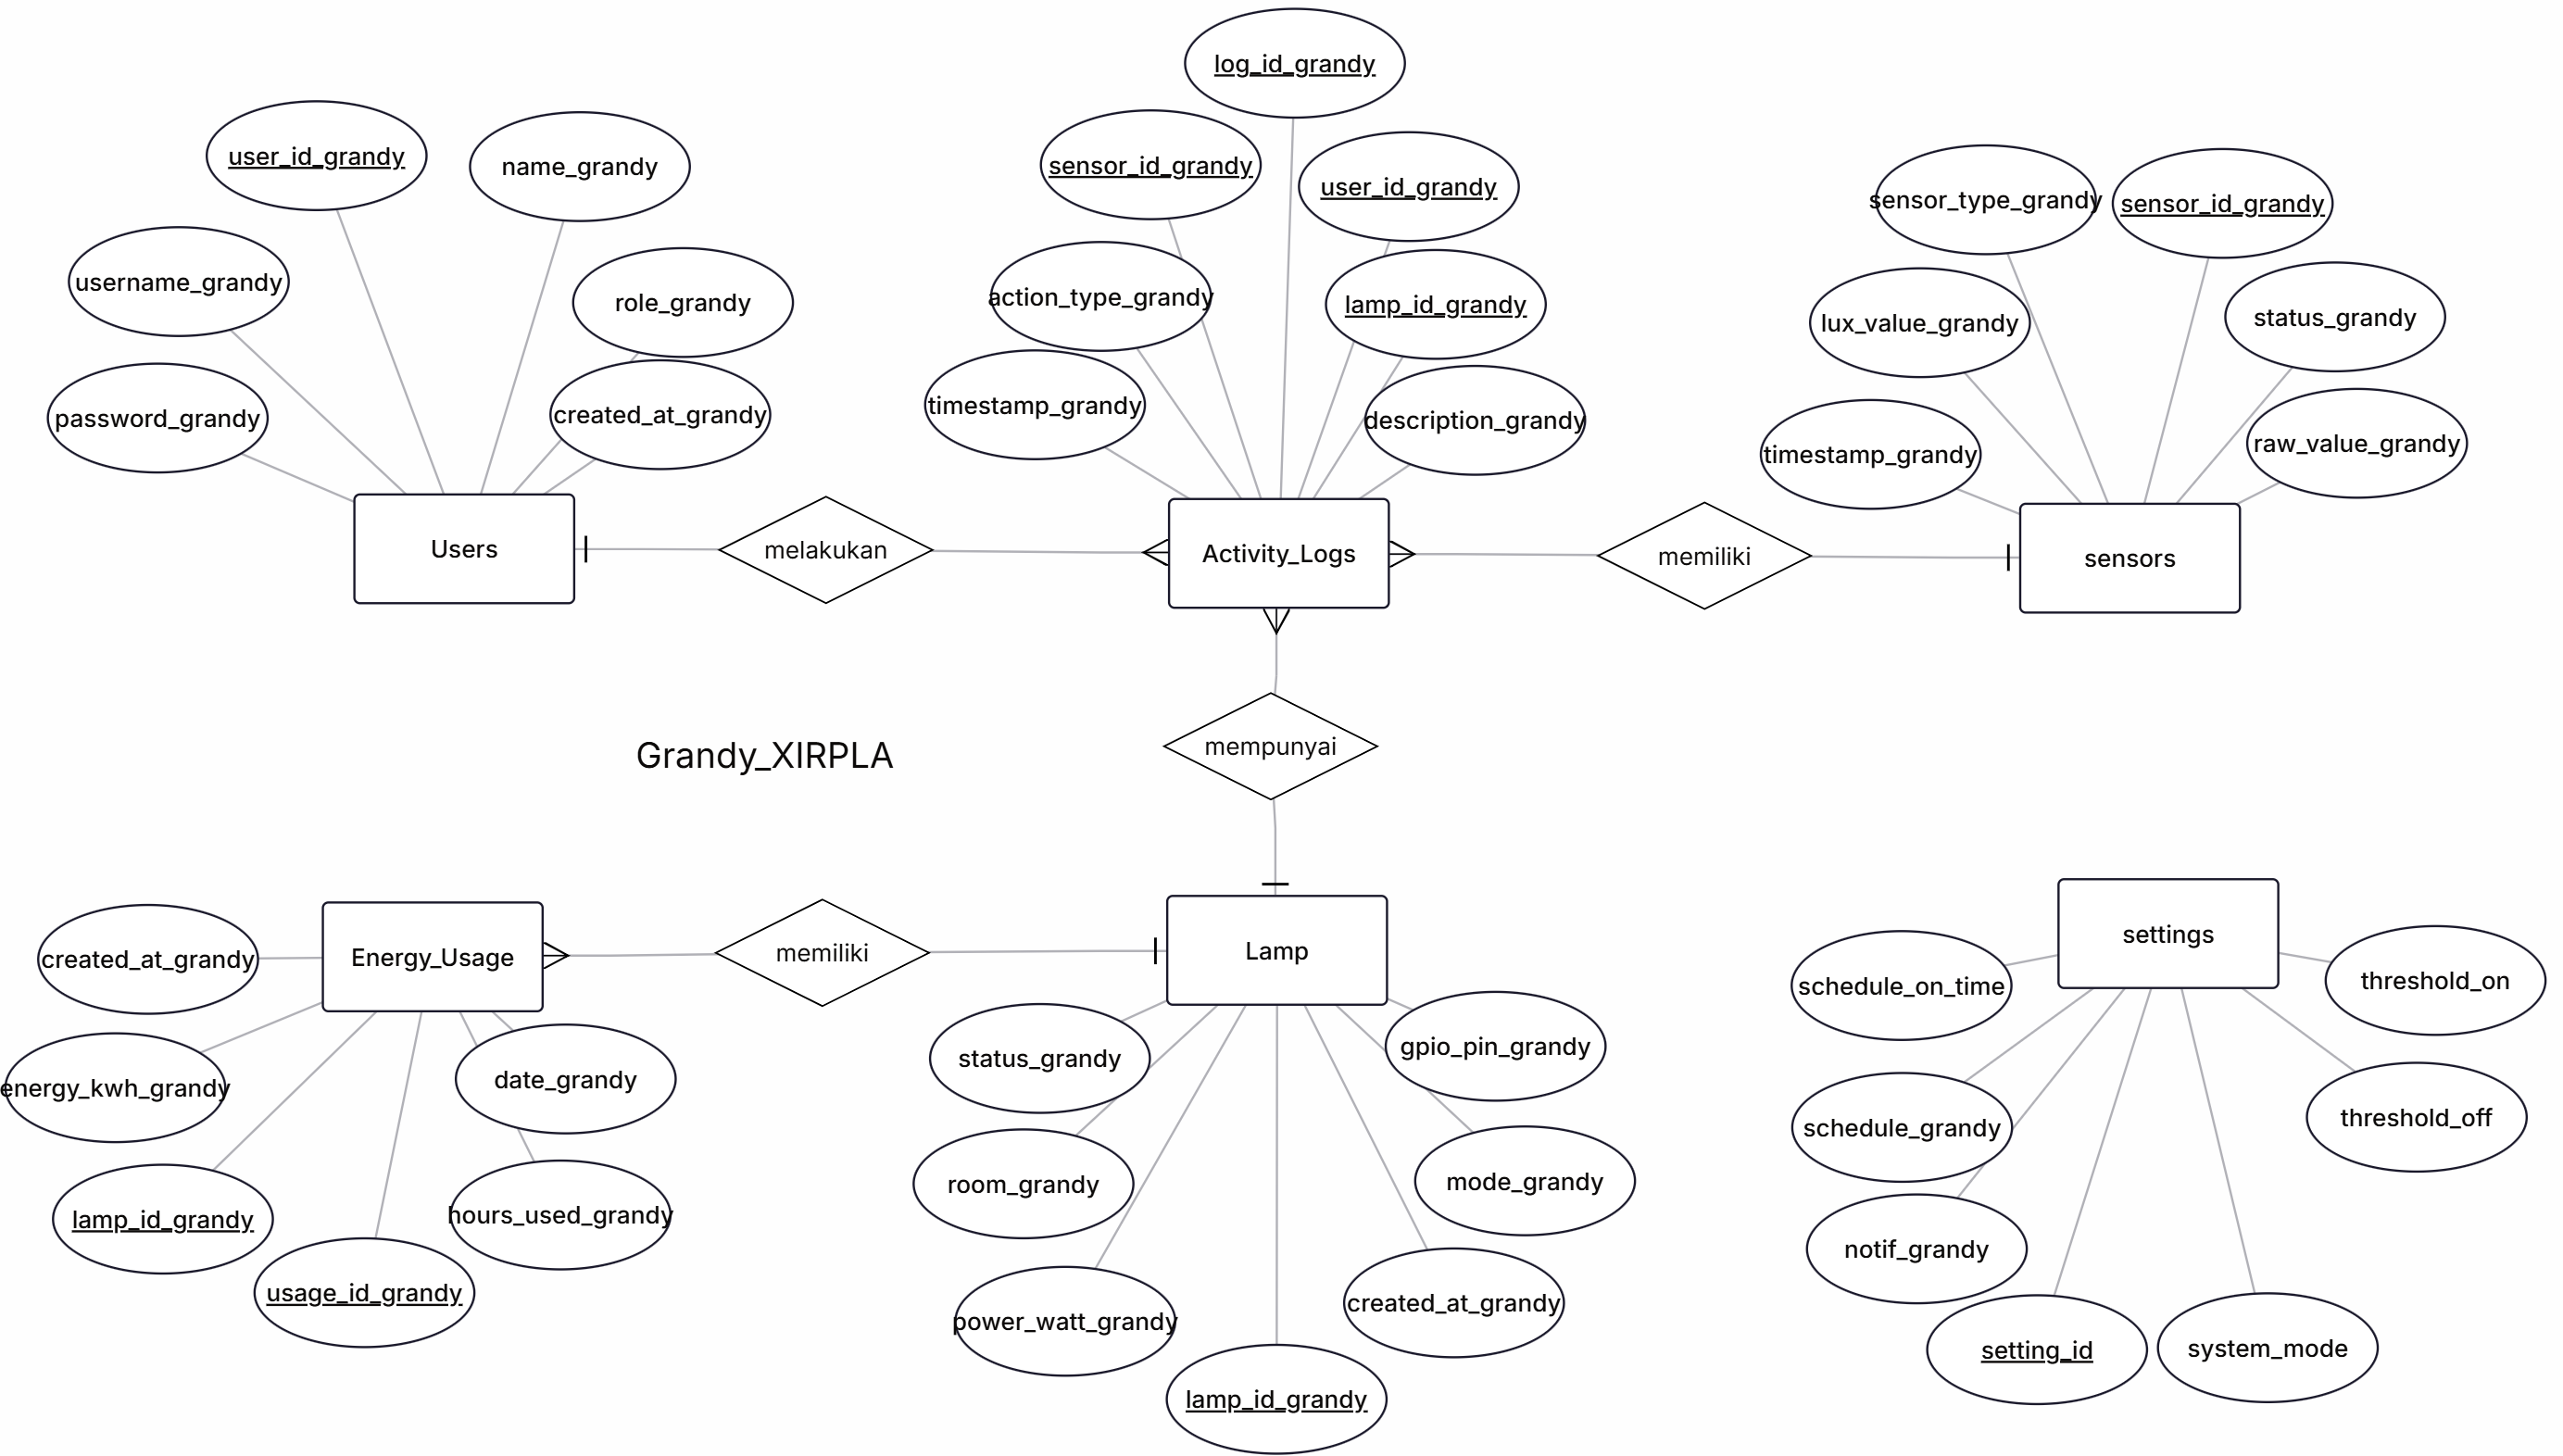 log_id_grandy
user_id_grandy
name_grandy
sensor_id_grandy
user_id_grandy
sensor_type_grandy
sensor_id_grandy
username_grandy
role_grandy
action_type_grandy
lamp_id_grandy
lux_value_grandy
status_grandy
password_grandy
created_at_grandy
timestamp_grandy
description_grandy
timestamp_grandy
raw_value_grandy
Users
melakukan
Activity_Logs
memiliki
sensors
Grandy_XIRPLA
mempunyai
created_at_grandy
Energy_Usage
memiliki
Lamp
settings
schedule_on_time
threshold_on
energy_kwh_grandy
date_grandy
status_grandy
gpio_pin_grandy
schedule_grandy
threshold_off
lamp_id_grandy
hours_used_grandy
room_grandy
mode_grandy
notif_grandy
usage_id_grandy
power_watt_grandy
created_at_grandy
setting_id
system_mode
lamp_id_grandy